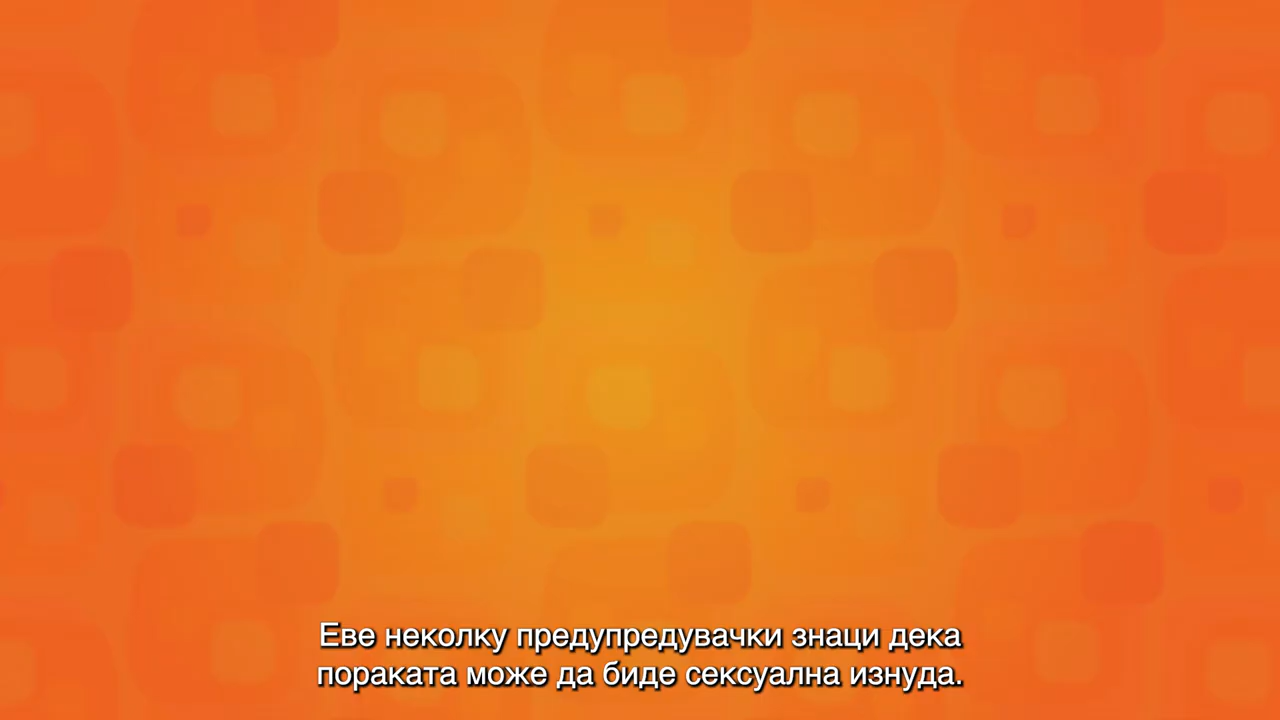 Еве неколку предупредувачки знаци дека
пораката може да биде сексуална изнуда.